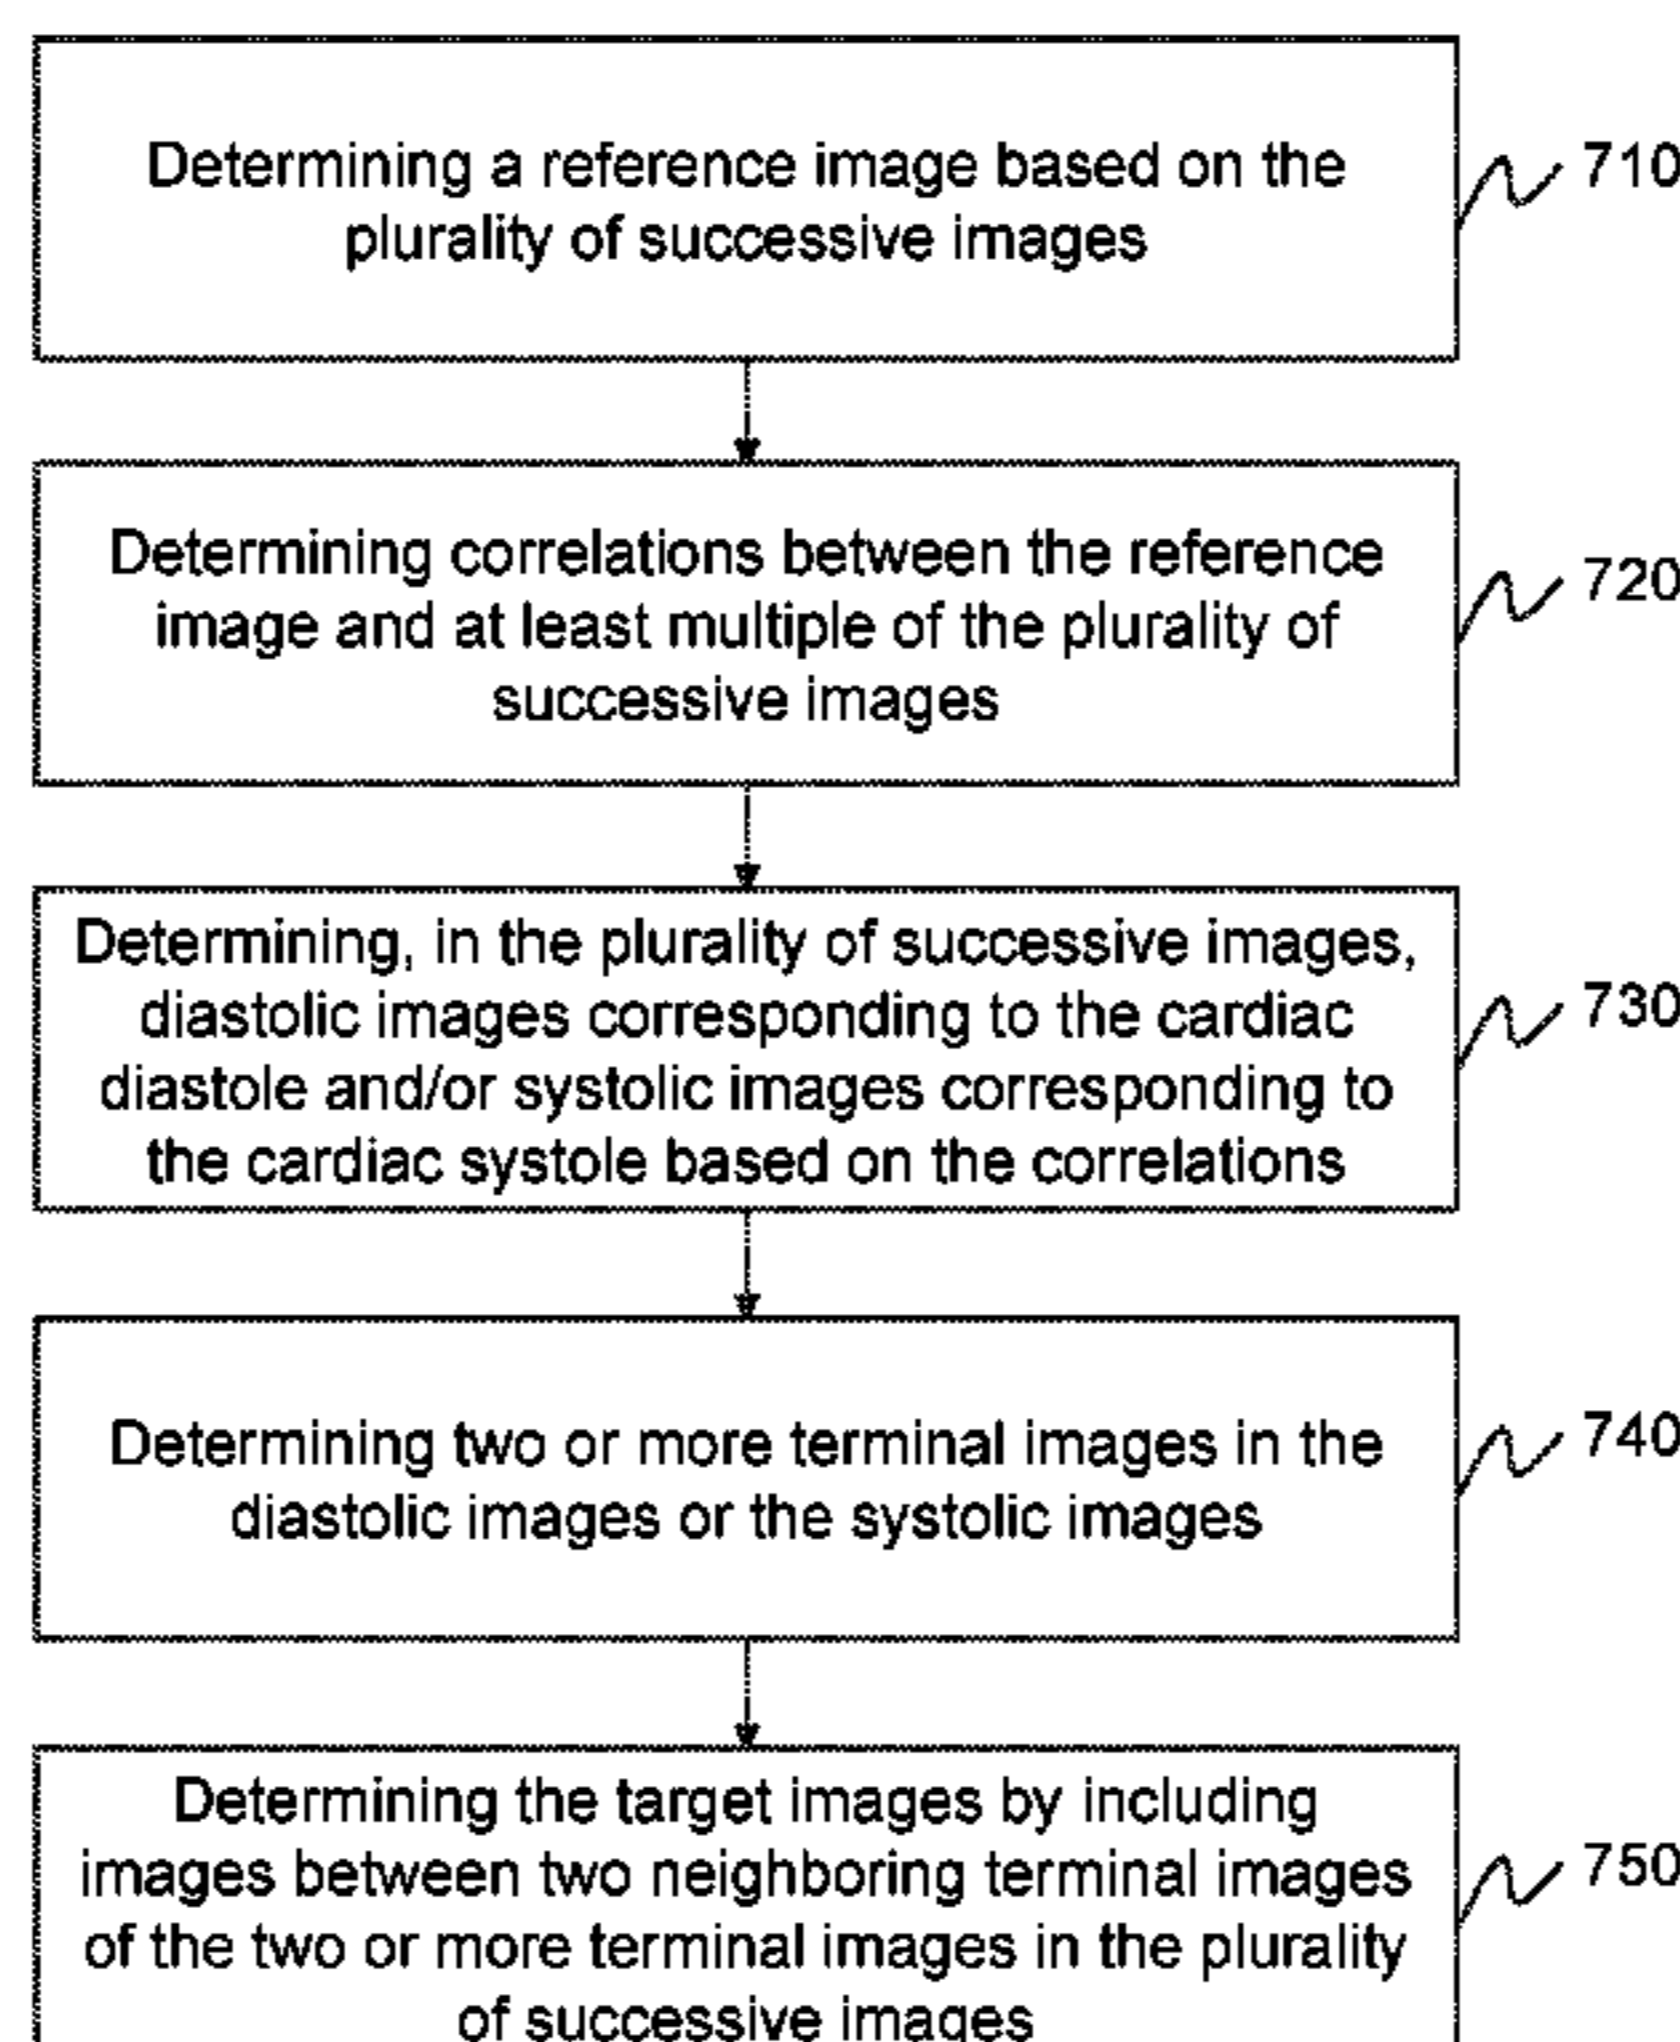 Determining a reference image based on the
plurality of successive images
710
Determining correlations between the reference
image and at least multiple of the plurality of
successive images
720
Determining, in the plurality of successive images,
diastolic images corresponding to the cardiac
diastole and/or systolic images corresponding to
the cardiac systole based on the correlations
730
Determining two or more terminal images in the
diastolic images or the systolic images
740
Determining the target images by including
images between two neighboring terminal images
of the two or more terminal images in the plurality
of successive images
750